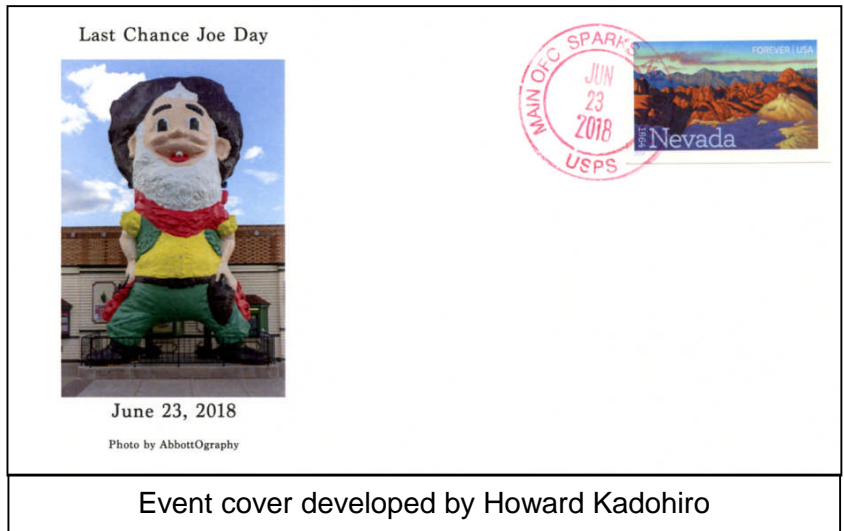 Last Chance Joe Day
June 23, 2018
Photo by AbbottOgraphy
MAIN OFC SPARKS
JUN
23
2018
USPS
FOREVER | USA
1864
Nevada
Event cover developed by Howard Kadohiro